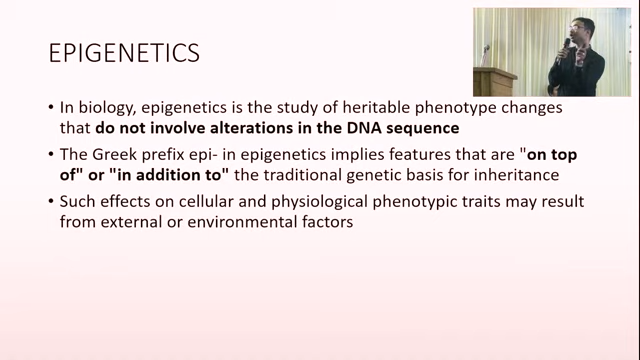 EPIGENETICS
• In biology, epigenetics is the study of heritable phenotype changes
that do not involve alterations in the DNA sequence
• The Greek prefix epi- in epigenetics implies features that are "on top
of" or "in addition to" the traditional genetic basis for inheritance
• Such effects on cellular and physiological phenotypic traits may result
from external or environmental factors